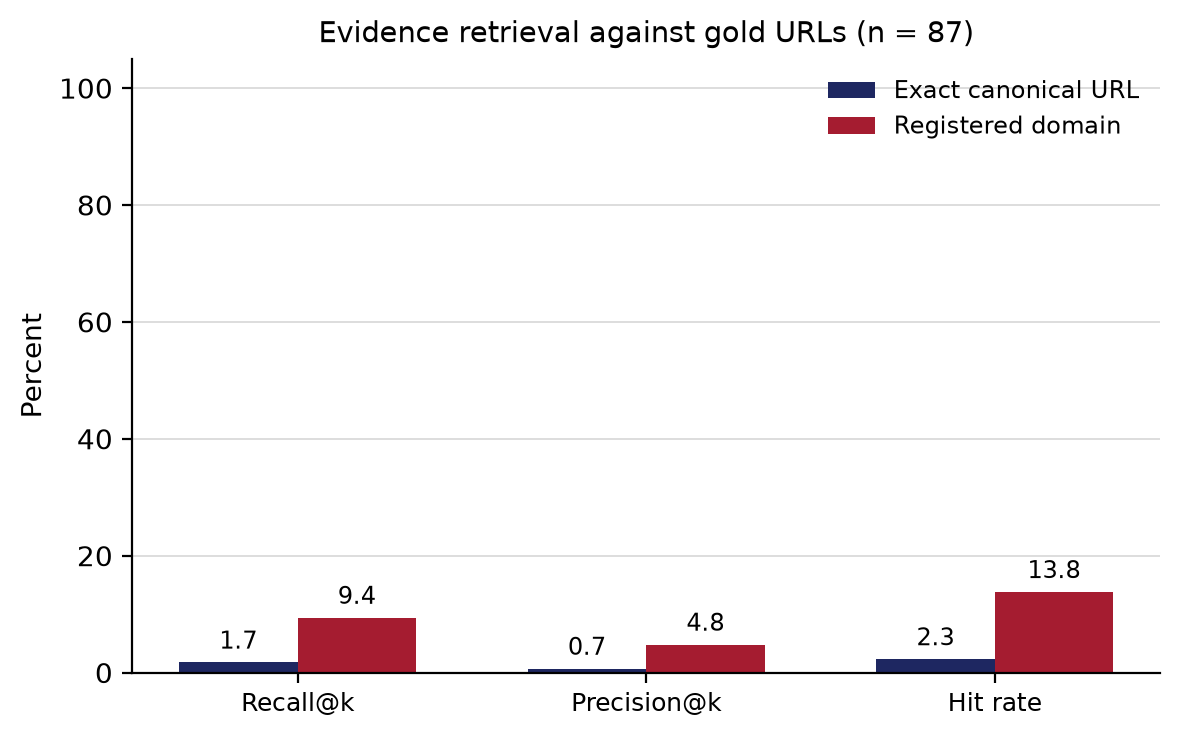 Evidence retrieval against gold URLs (n = 87)
Exact canonical URL
Registered domain
Percent
100
80
60
40
20
0
1.7
9.4
0.7
4.8
2.3
13.8
Recall@k
Precision@k
Hit rate